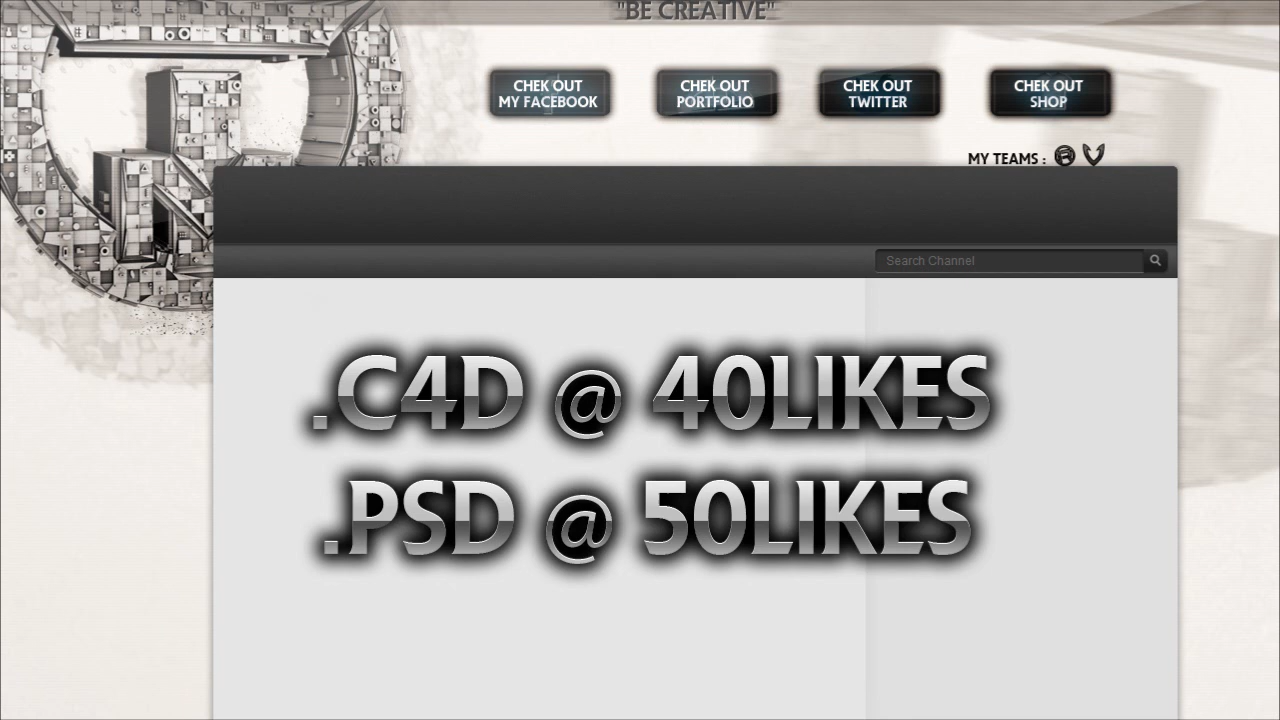 "BE CREATIVE"
CHEK OUT
MY FACEBOOK
CHEK OUT
PORTFOLIO
CHEK OUT
TWITTER
CHEK OUT
SHOP
MY TEAMS :
Search Channel
.C4D @ 40LIKES
.PSD @ 50LIKES